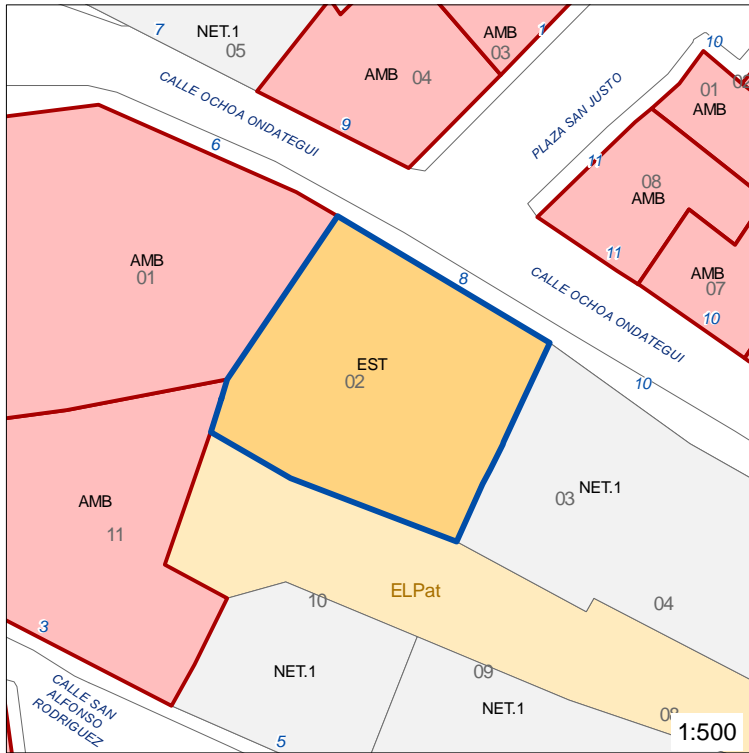 7
NET.1
05
AMB
03
1
10
AMB
04
CALLE OCHOA ONDATEGUI
9
PLAZA SAN JUSTO
01
02
AMB
6
11
08
AMB
AMB
01
8
11
CALLE OCHOA ONDATEGUI
AMB
07
10
EST
02
10
AMB
11
03
NET.1
ELPat
10
04
3
NET.1
09
NET.1
CALLE SAN
ALFONSO
RODRIGUEZ
5
1:500